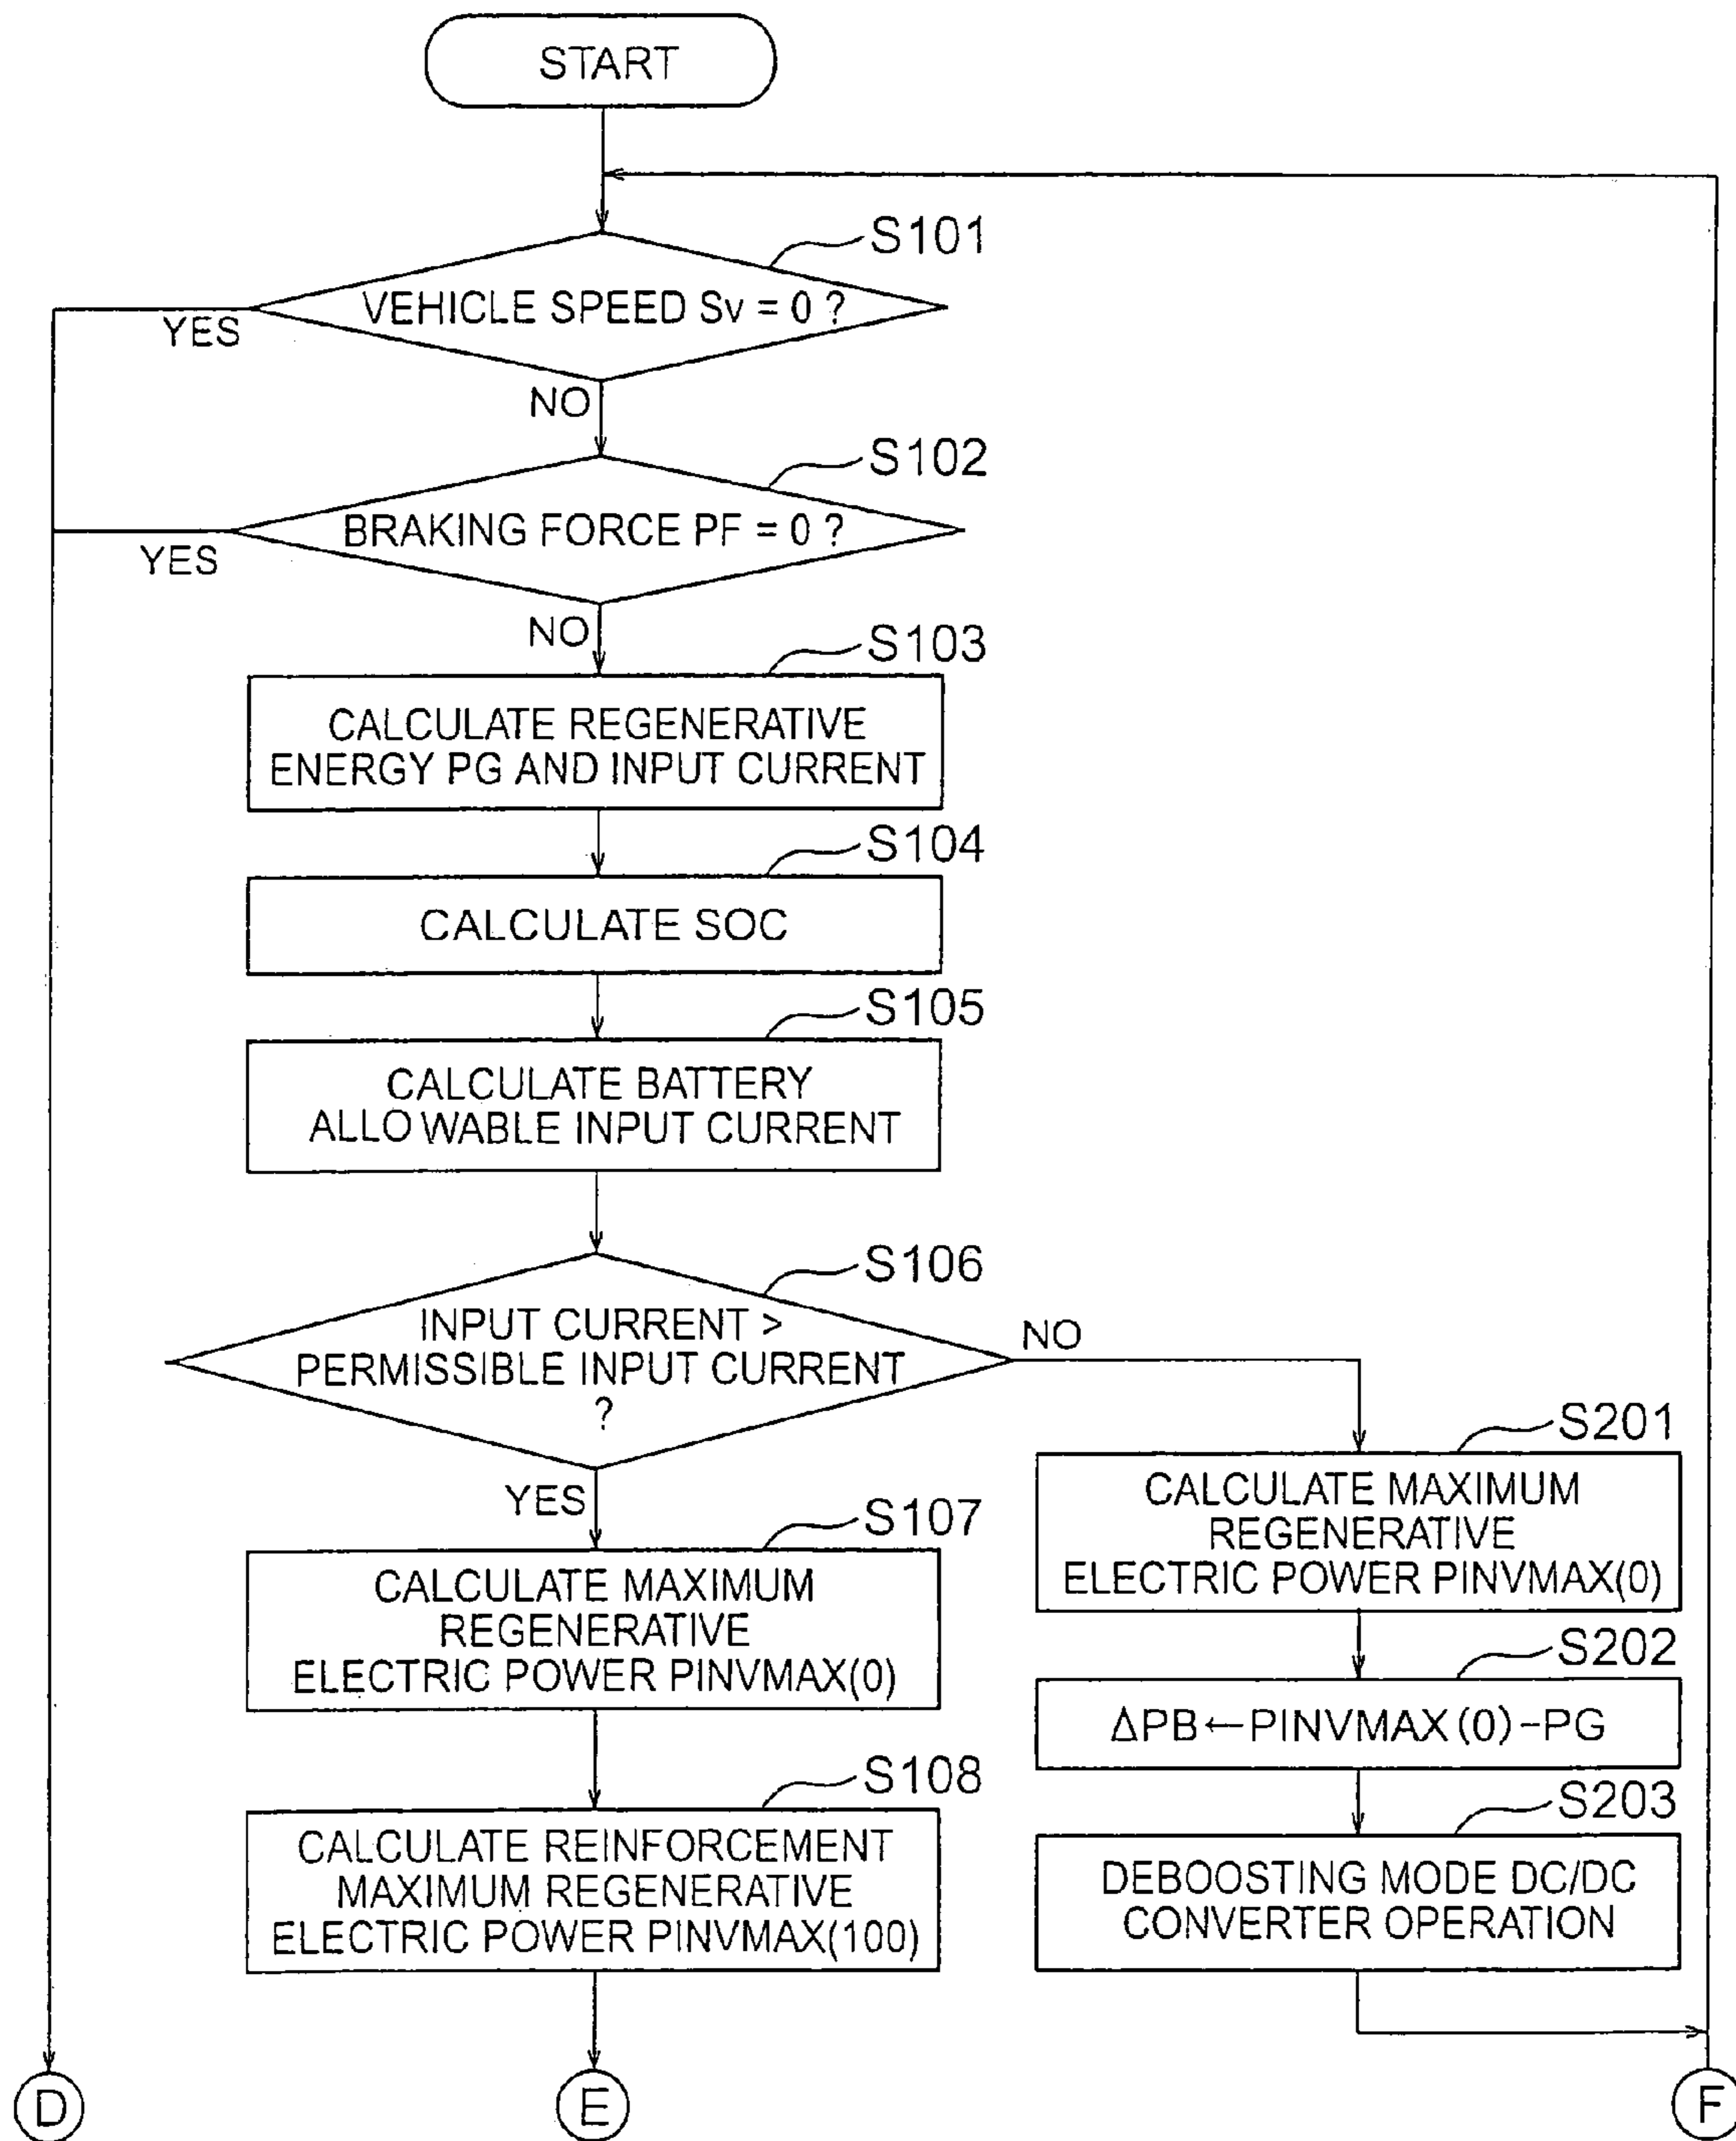 START
S101
VEHICLE SPEED Sv = 0 ?
YES
NO
S102
BRAKING FORCE PF = 0 ?
YES
NO
S103
CALCULATE REGENERATIVE
ENERGY PG AND INPUT CURRENT
S104
CALCULATE SOC
S105
CALCULATE BATTERY
ALLOWABLE INPUT CURRENT
S106
INPUT CURRENT >
PERMISSIBLE INPUT CURRENT
?
NO
YES
S107
CALCULATE MAXIMUM
REGENERATIVE
ELECTRIC POWER PINVMAX(0)
S108
CALCULATE REINFORCEMENT
MAXIMUM REGENERATIVE
ELECTRIC POWER PINVMAX(100)
S201
CALCULATE MAXIMUM
REGENERATIVE
ELECTRIC POWER PINVMAX(0)
S202
ΔPB←PINVMAX(0)-PG
S203
DEBOOSTING MODE DC/DC
CONVERTER OPERATION
D
E
F